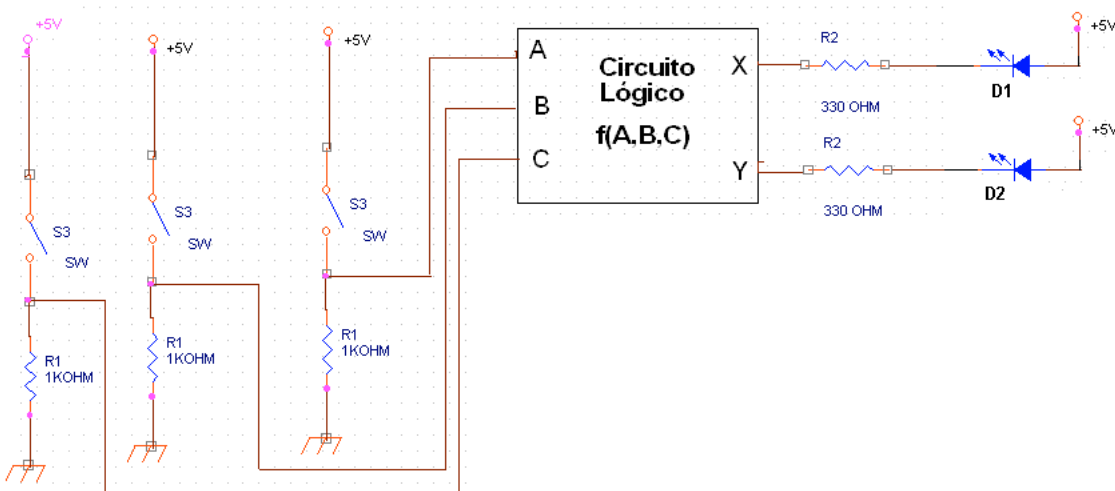 +5V
S3
SW
R1
1KOHM
+5V
S3
SW
R1
1KOHM
+5V
S3
SW
R1
1KOHM
A
B
C
Circuito
Lógico
f(A,B,C)
X
Y
R2
330 OHM
D1
+5V
R2
330 OHM
D2
+5V